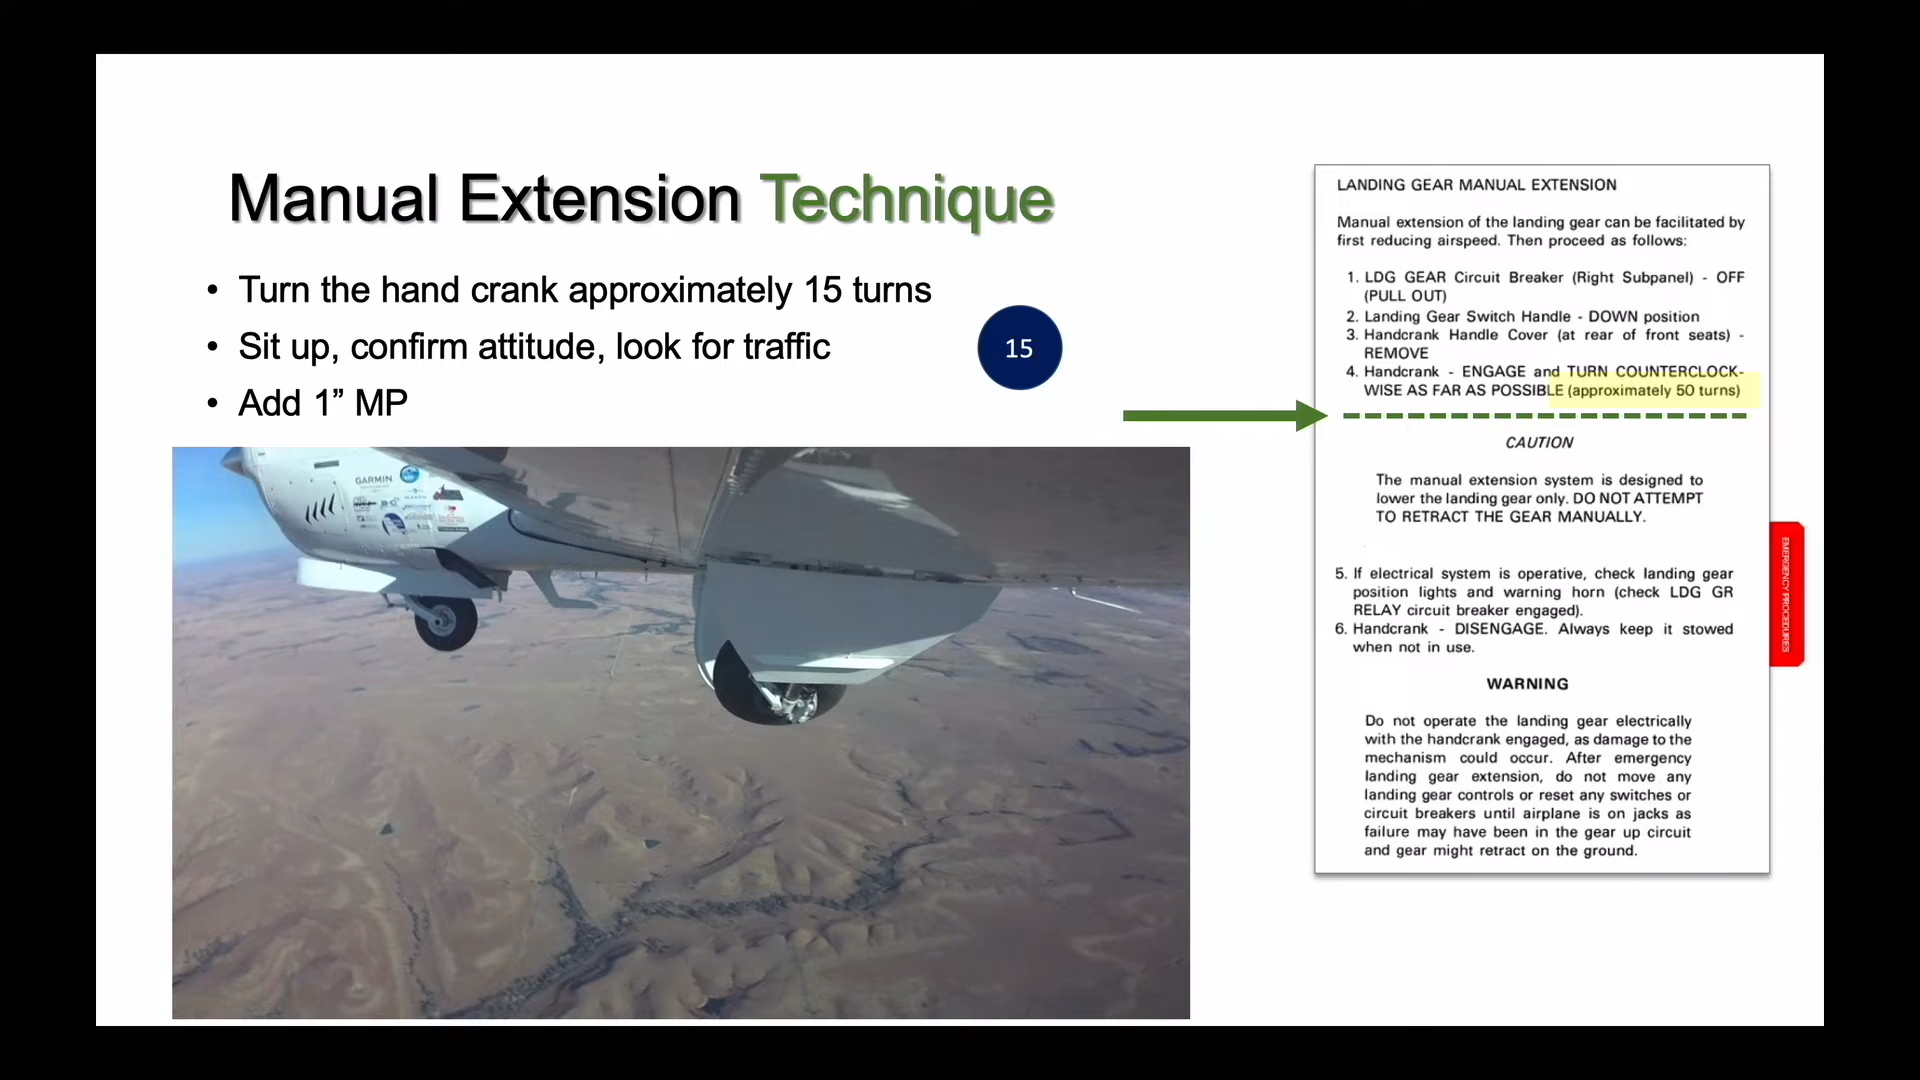 Manual Extension Technique
• Turn the hand crank approximately 15 turns
• Sit up, confirm attitude, look for traffic
• Add 1” MP
15
GARMIN
LANDING GEAR MANUAL EXTENSION
Manual extension of the landing gear can be facilitated by
first reducing airspeed. Then proceed as follows:
1. LDG GEAR Circuit Breaker (Right Subpanel) - OFF
(PULL OUT)
2. Landing Gear Switch Handle - DOWN position
3. Handcrank Handle Cover (at rear of front seats) -
REMOVE
4. Handcrank - ENGAGE and TURN COUNTERCLOCK-
WISE AS FAR AS POSSIBLE (approximately 50 turns)
CAUTION
The manual extension system is designed to
lower the landing gear only. DO NOT ATTEMPT
TO RETRACT THE GEAR MANUALLY.
5. If electrical system is operative, check landing gear
position lights and warning horn (check LDG GR
RELAY circuit breaker engaged).
6. Handcrank - DISENGAGE. Always keep it stowed
when not in use.
WARNING
Do not operate the landing gear electrically
with the handcrank engaged, as damage to the
mechanism could occur. After emergency
landing gear extension, do not move any
landing gear controls or reset any switches or
circuit breakers until airplane is on jacks as
failure may have been in the gear up circuit
and gear might retract on the ground.
EMERGENCY PROCEDURES